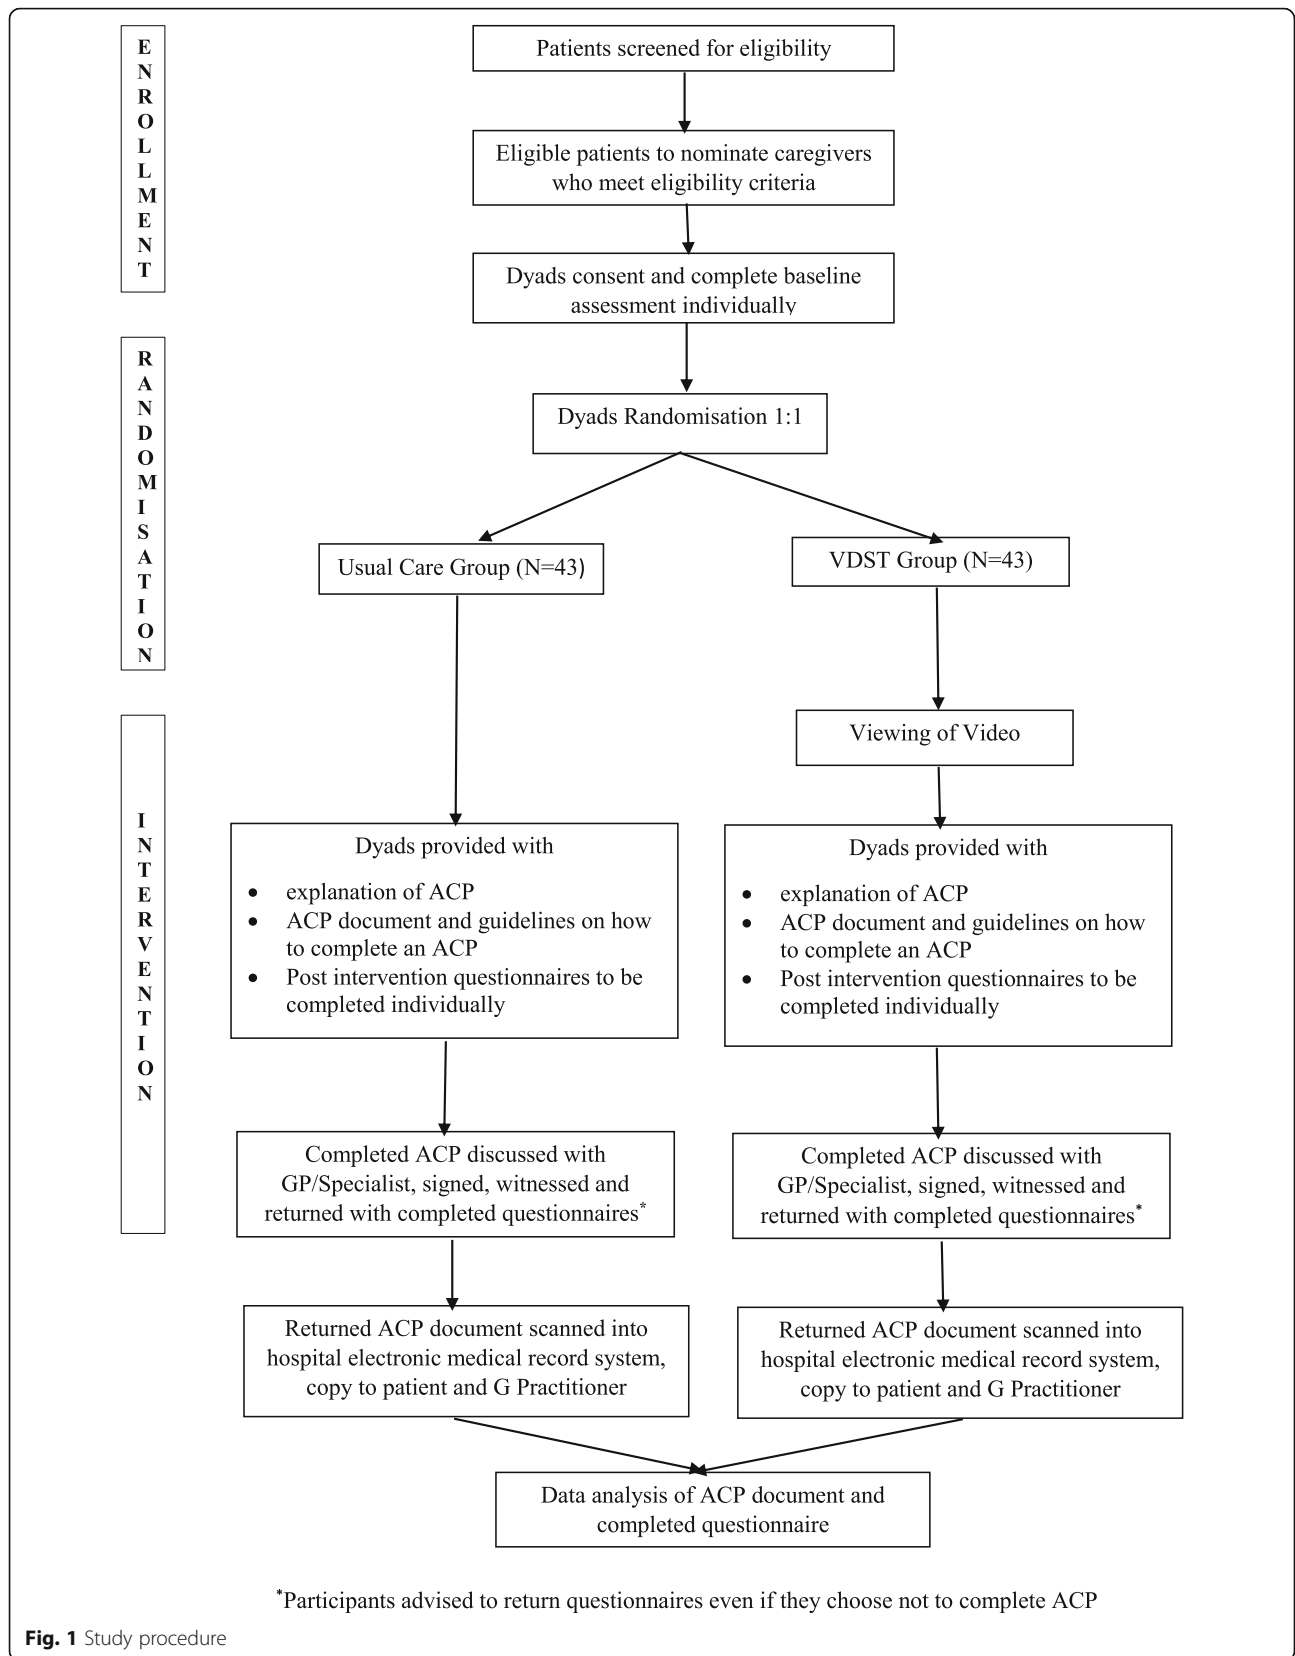 ENROLLMENT
Patients screened for eligibility
Eligible patients to nominate caregivers
who meet eligibility criteria
Dyads consent and complete baseline
assessment individually
RANDOMISATION
Dyads Randomisation 1:1
Usual Care Group (N=43)
VDST Group (N=43)
INTERVENTION
Viewing of Video
Dyads provided with
• explanation of ACP
• ACP document and guidelines on how
to complete an ACP
• Post intervention questionnaires to be
completed individually
Dyads provided with
• explanation of ACP
• ACP document and guidelines on how
to complete an ACP
• Post intervention questionnaires to be
completed individually
Completed ACP discussed with
GP/Specialist, signed, witnessed and
returned with completed questionnaires*
Completed ACP discussed with
GP/Specialist, signed, witnessed and
returned with completed questionnaires*
Returned ACP document scanned into
hospital electronic medical record system,
copy to patient and G Practitioner
Returned ACP document scanned into
hospital electronic medical record system,
copy to patient and G Practitioner
Data analysis of ACP document and
completed questionnaire
*Participants advised to return questionnaires even if they choose not to complete ACP
Fig. 1 Study procedure